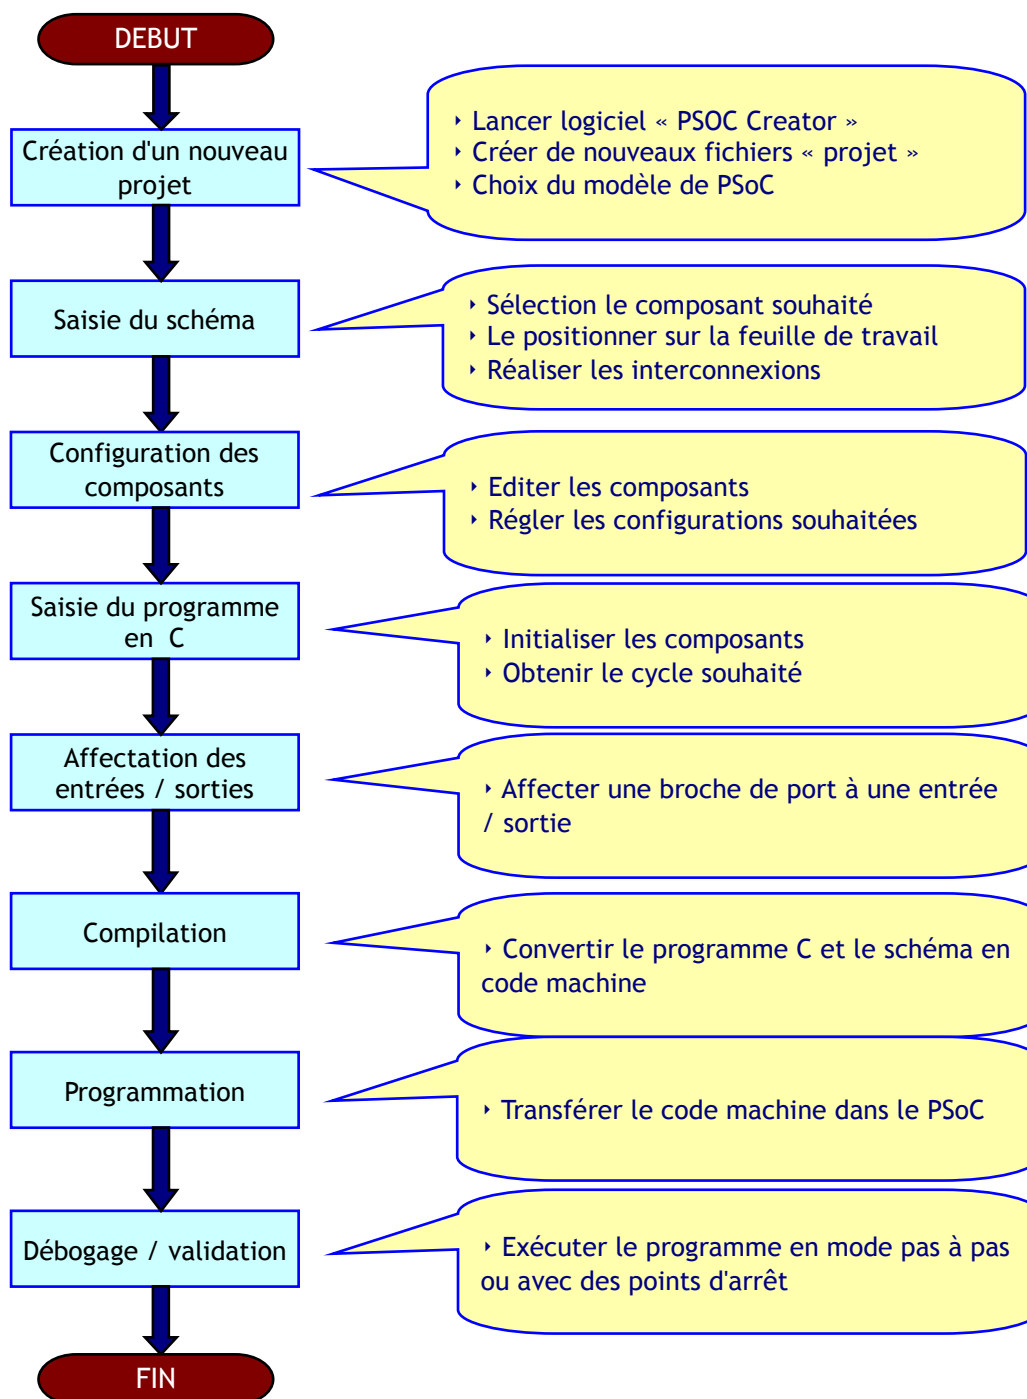 DEBUT
Création d'un nouveau
projet
‣ Lancer logiciel « PSOC Creator »
‣ Créer de nouveaux fichiers « projet »
‣ Choix du modèle de PSoC
Saisie du schéma
‣ Sélection le composant souhaité
‣ Le positionner sur la feuille de travail
‣ Réaliser les interconnexions
Configuration des
composants
‣ Editer les composants
‣ Régler les configurations souhaitées
Saisie du programme
en C
‣ Initialiser les composants
‣ Obtenir le cycle souhaité
Affectation des
entrées / sorties
‣ Affecter une broche de port à une entrée
/ sortie
Compilation
‣ Convertir le programme C et le schéma en
code machine
Programmation
‣ Transférer le code machine dans le PSoC
Débogage / validation
‣ Exécuter le programme en mode pas à pas
ou avec des points d'arrêt
FIN